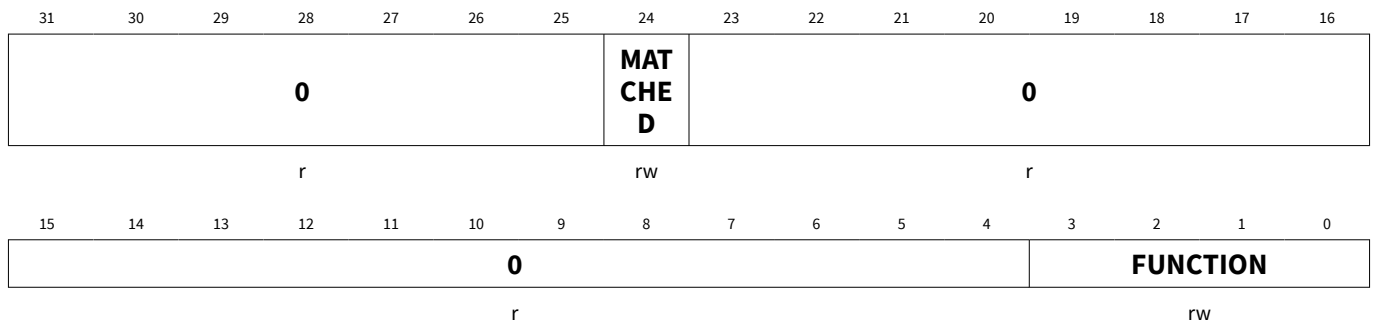 31 30 29 28 27 26 25 24 23 22 21 20 19 18 17 16
0 MAT 0
CHE
D
r rw r
15 14 13 12 11 10 9 8 7 6 5 4 3 2 1 0
0 FUNCTION
r rw